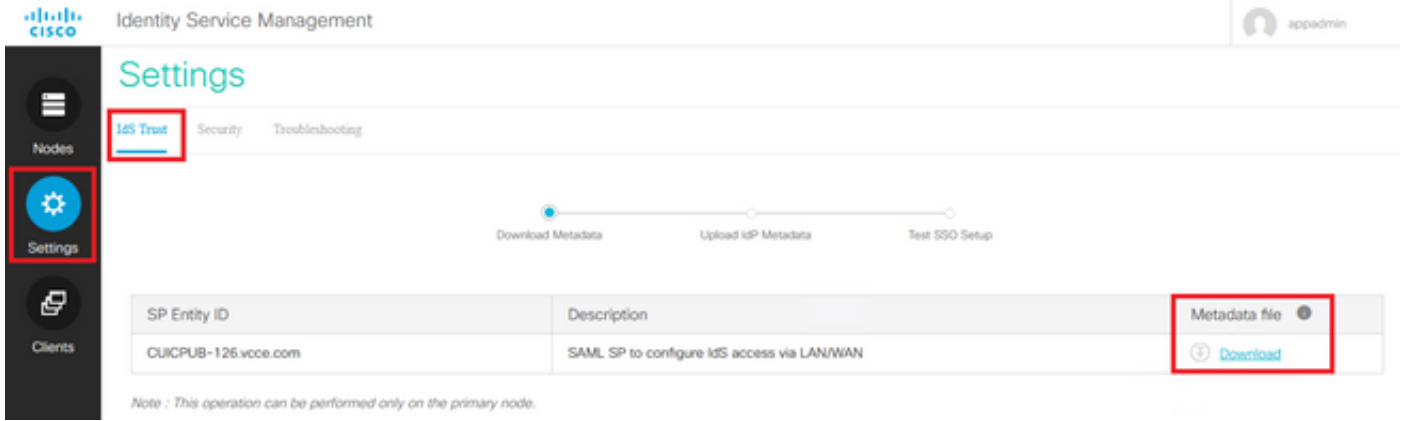 CISCO
Identity Service Management
appadmin
Settings
IdS Trust Security Troubleshooting
Nodes
Settings
Clients
Download Metadata Upload IdP Metadata Test SSO Setup
SP Entity ID Description Metadata file
CUICPUB-126.vcce.com SAML SP to configure IdS access via LAN/WAN Download
Note : This operation can be performed only on the primary node.